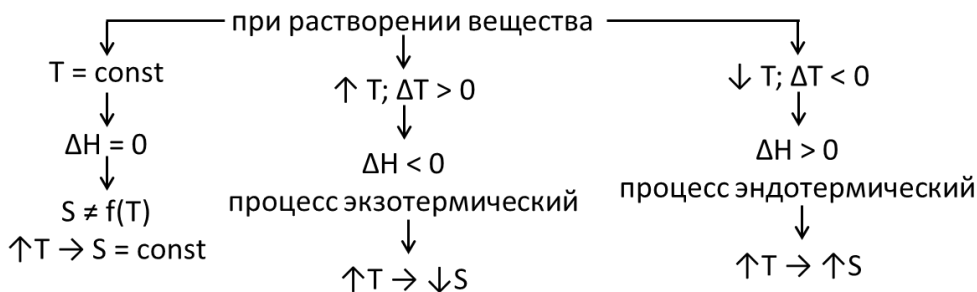 при растворении вещества
T = const
ΔH = 0
S ≠ f(T)
↑T → S = const
↑ T; ΔT > 0
ΔH < 0
процесс экзотермический
↑T → ↓S
↓ T; ΔT < 0
ΔH > 0
процесс эндотермический
↑T → ↑S